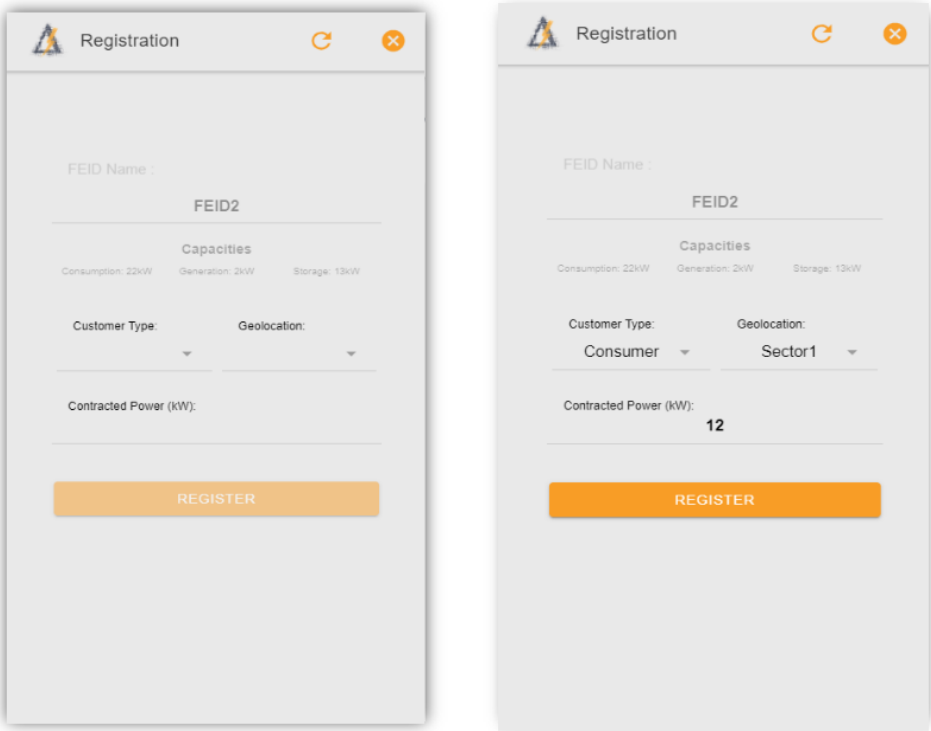 Registration
FEID Name :
FEID2
Capacities
Consumption: 22kW Generation: 2kW Storage: 13kW
Customer Type: Geolocation:
Contracted Power (kW):
REGISTER
Registration
FEID Name :
FEID2
Capacities
Consumption: 22kW Generation: 2kW Storage: 13kW
Customer Type: Geolocation:
Consumer Sector1
Contracted Power (kW):
12
REGISTER